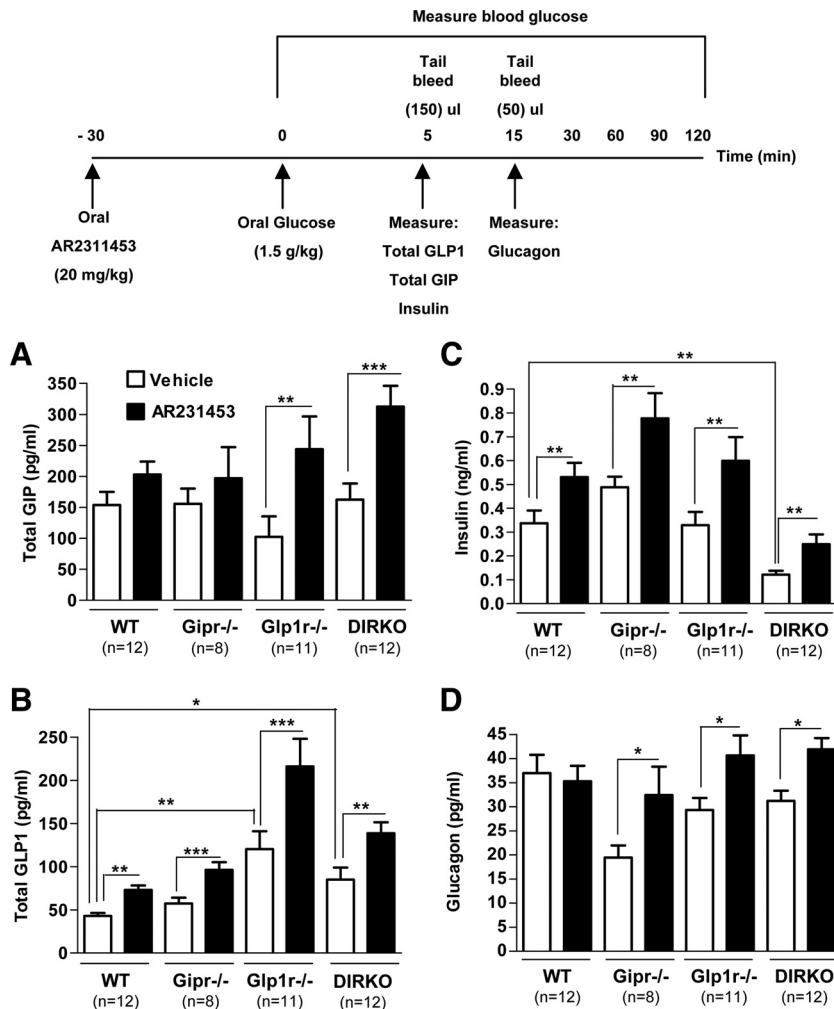 Measure blood glucose
Tail Tail
bleed bleed
(150) ul (50) ul
- 30 0 5 15 30 60 90 120
Time (min)
Oral Oral Glucose Measure: Measure:
AR2311453 (1.5 g/kg) Total GLP1 Glucagon
(20 mg/kg) Total GIP
Insulin
A
Vehicle
AR231453
** ***
Total GIP (pg/ml)
350
300
250
200
150
100
50
0
WT Gipr-/- Glp1r-/- DIRKO
(n=12) (n=8) (n=11) (n=12)
C
**
** ** ** **
Insulin (ng/ml)
0.9
0.8
0.7
0.6
0.5
0.4
0.3
0.2
0.1
0.0
WT Gipr-/- Glp1r-/- DIRKO
(n=12) (n=8) (n=11) (n=12)
B
*
**
** *** *** **
Total GLP1 (pg/ml)
250
200
150
100
50
0
WT Gipr-/- Glp1r-/- DIRKO
(n=12) (n=8) (n=11) (n=12)
D
* * *
Glucagon (pg/ml)
45
40
35
30
25
20
15
10
5
0
WT Gipr-/- Glp1r-/- DIRKO
(n=12) (n=8) (n=11) (n=12)